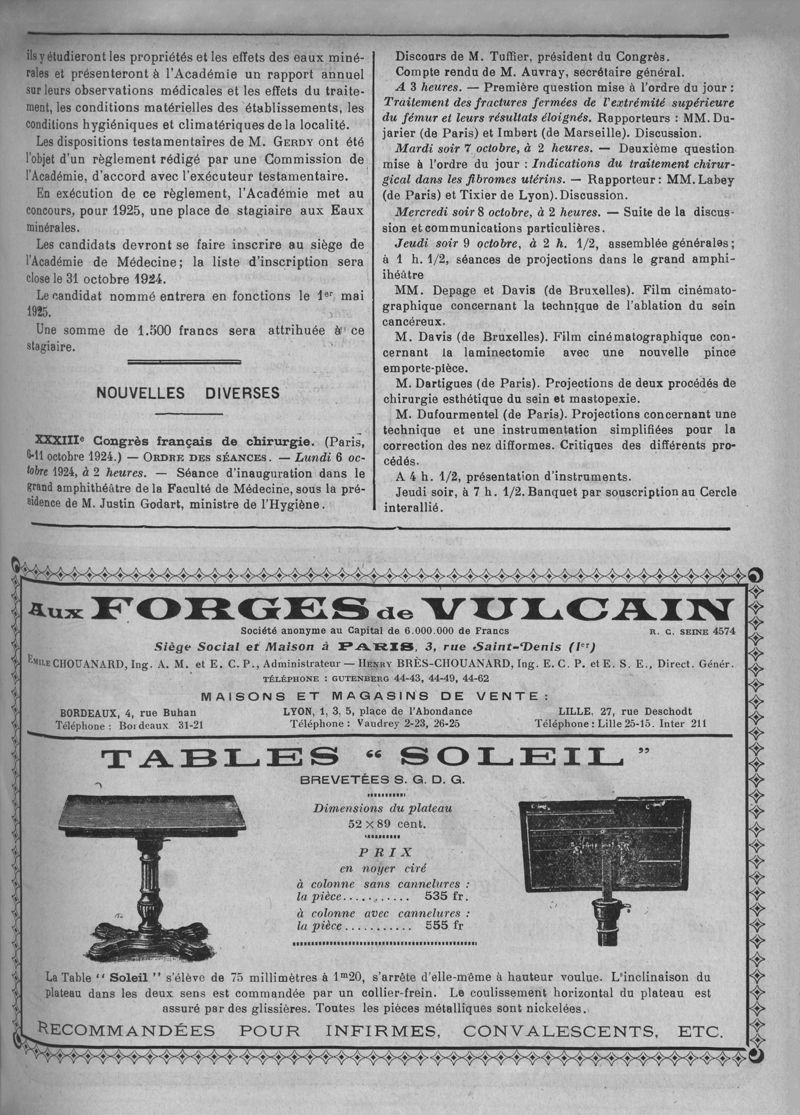 ils y étudieront les propriétés et les effets des eaux miné-
rales et présenteront à l'Académie un rapport annuel
sur leurs observations médicales et les effets du traite-
ment, les conditions matérielles des établissements, les
conditions hygiéniques et climatériques de la localité.
Les dispositions testamentaires de M. GERDY ont été
l'objet d'un règlement rédigé par une Commission de
l'Académie, d'accord avec l'exécuteur testamentaire.
En exécution de ce règlement, l'Académie met au
concours, pour 1925, une place de stagiaire aux Eaux
minérales.
Les candidats devront se faire inscrire au siège de
l'Académie de Médecine; la liste d'inscription sera
close le 31 octobre 1924.
Le candidat nommé entrera en fonctions le 1er mai
1925.
Une somme de 1.500 francs sera attrihuée à ce
stagiaire.
NOUVELLES DIVERSES
XXXIIIe Congrès français de chirurgie. (Paris,
6-11 octobre 1924.) — ORDRE DES SÉANCES. — Lundi 6 oc-
tobre 1924, à 2 heures. — Séance d'inauguration dans le
grand amphithéâtre de la Faculté de Médecine, sous la pré-
sidence de M. Justin Godart, ministre de l'Hygiène.
Discours de M. Tuffier, président du Congrès.
Compte rendu de M. Auvray, secrétaire général.
A 3 heures. — Première question mise à l'ordre du jour :
Traitement des fractures fermées de l'extrémité supérieure
du fémur et leurs résultats éloignés. Rapporteurs : MM. Du-
jarier (de Paris) et Imbert (de Marseille). Discussion.
Mardi soir 7 octobre, à 2 heures. — Deuxième question
mise à l'ordre du jour : Indications du traitement chirur-
gical dans les fibromes utérins. — Rapporteur : MM. Labey
(de Paris) et Tixier de Lyon). Discussion.
Mercredi soir 8 octobre, à 2 heures. — Suite de la discus-
sion et communications particulières.
Jeudi soir 9 octobre, à 2 h. 1/2, assemblée générales;
à 1 h. 1/2, séances de projections dans le grand amphi-
ihéâtre
MM. Depage et Davis (de Bruxelles). Film cinémato-
graphique concernant la technique de l'ablation du sein
cancéreux.
M. Davis (de Bruxelles). Film cinématographique con-
cernant la laminectomie avec une nouvelle pince
emporte-pièce.
M. Dartigues (de Paris). Projections de deux procédés de
chirurgie esthétique du sein et mastopexie.
M. Dufourmentel (de Paris). Projections concernant une
technique et une instrumentation simplifiées pour la
correction des nez difformes. Critiques des différents pro-
cédés.
A 4 h. 1/2, présentation d'instruments.
Jeudi soir, à 7 h. 1/2. Banquet par souscription au Cercle
interallié.
Aux FORGES de VULCAIN
Société anonyme au Capital de 6.000.000 de Francs
R. C. SEINE 4574
Siège Social et Maison à PARIS, 3, rue Saint-Denis (Ier)
EMILE CHOUANARD, Ing. A. M. et E. C. P., Administrateur — HENRY BRÈS-CHOUANARD, Ing. E. C. P. et E. S. E., Direct. Génér.
TÉLÉPHONE : GUTENBERG 44-43, 44-49, 44-62
MAISONS ET MAGASINS DE VENTE :
BORDEAUX, 4, rue Buhan
Téléphone : Bordeaux 31-21
LYON, 1, 3, 5, place de l'Abondance
Téléphone : Vaudrey 2-23, 26-25
LILLE. 27, rue Deschodt
Téléphone : Lille 25-15. Inter 211
TABLES “ SOLEIL ”
BREVETÉES S. G. D. G.
Dimensions du plateau
52 × 89 cent.
PRIX
en noyer ciré
à colonne sans cannelures :
la pièce........... 535 fr.
à colonne avec cannelures :
la pièce........... 555 fr
La Table “ Soleil ” s'élève de 75 millimètres à 1m20, s'arrête d'elle-même à hauteur voulue. L'inclinaison du
plateau dans les deux sens est commandée par un collier-frein. Le coulissement horizontal du plateau est
assuré par des glissières. Toutes les pièces métalliques sont nickelées.
RECOMMANDÉES POUR INFIRMES, CONVALESCENTS, ETC.